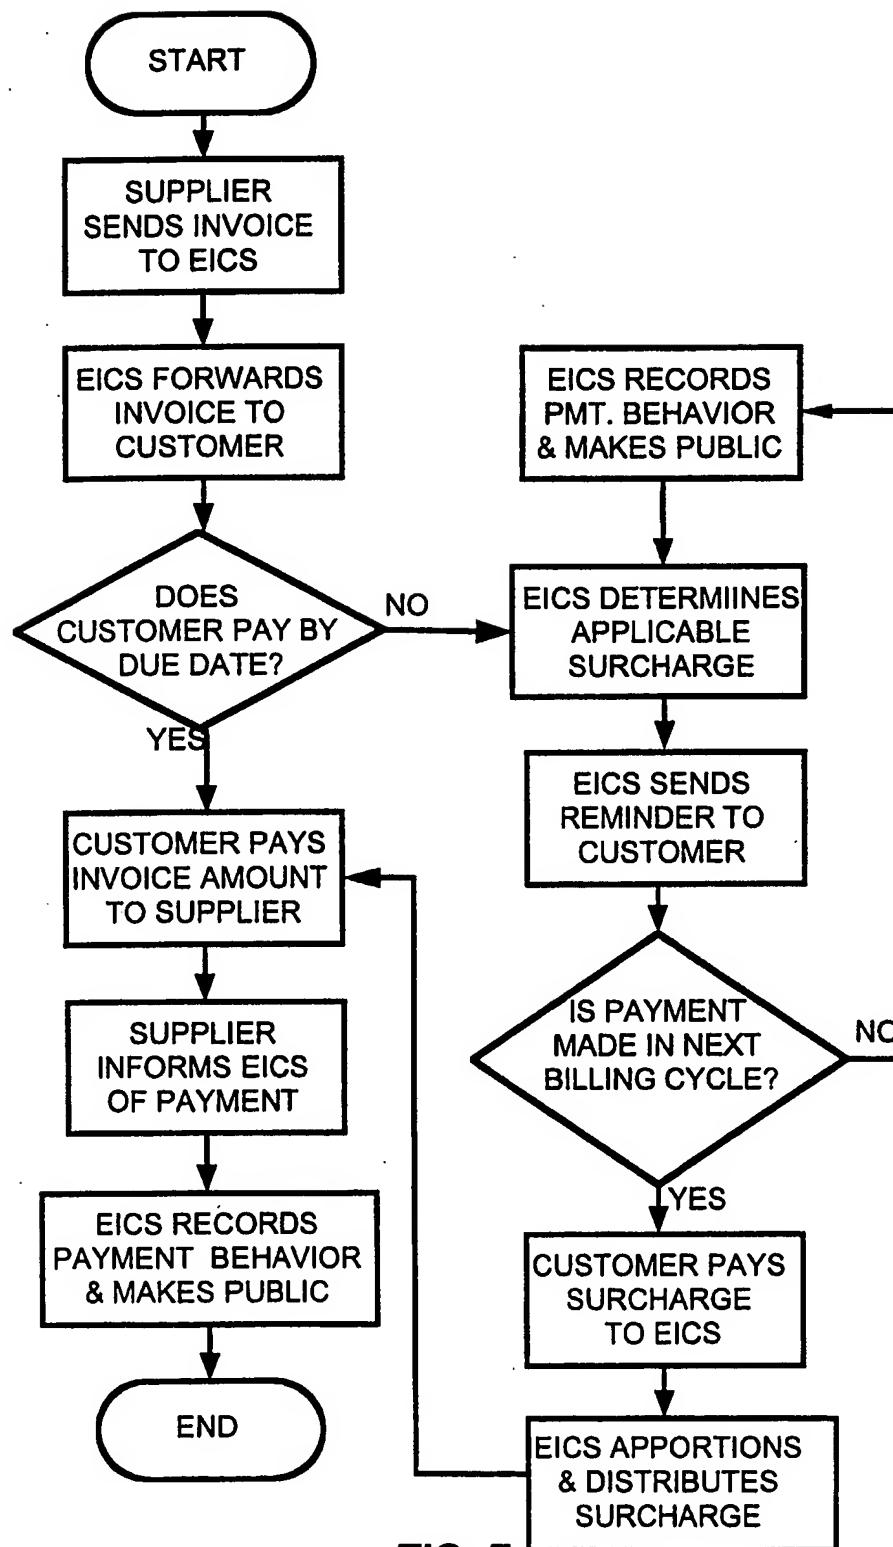 START
SUPPLIER
SENDS INVOICE
TO EICS
EICS FORWARDS
INVOICE TO
CUSTOMER
DOES
CUSTOMER PAY BY
DUE DATE?
NO
YES
CUSTOMER PAYS
INVOICE AMOUNT
TO SUPPLIER
SUPPLIER
INFORMS EICS
OF PAYMENT
EICS RECORDS
PAYMENT BEHAVIOR
& MAKES PUBLIC
END
EICS RECORDS
PMT. BEHAVIOR
& MAKES PUBLIC
EICS DETERMIINES
APPLICABLE
SURCHARGE
EICS SENDS
REMINDER TO
CUSTOMER
IS PAYMENT
MADE IN NEXT
BILLING CYCLE?
NO
YES
CUSTOMER PAYS
SURCHARGE
TO EICS
EICS APPORTIONS
& DISTRIBUTES
SURCHARGE